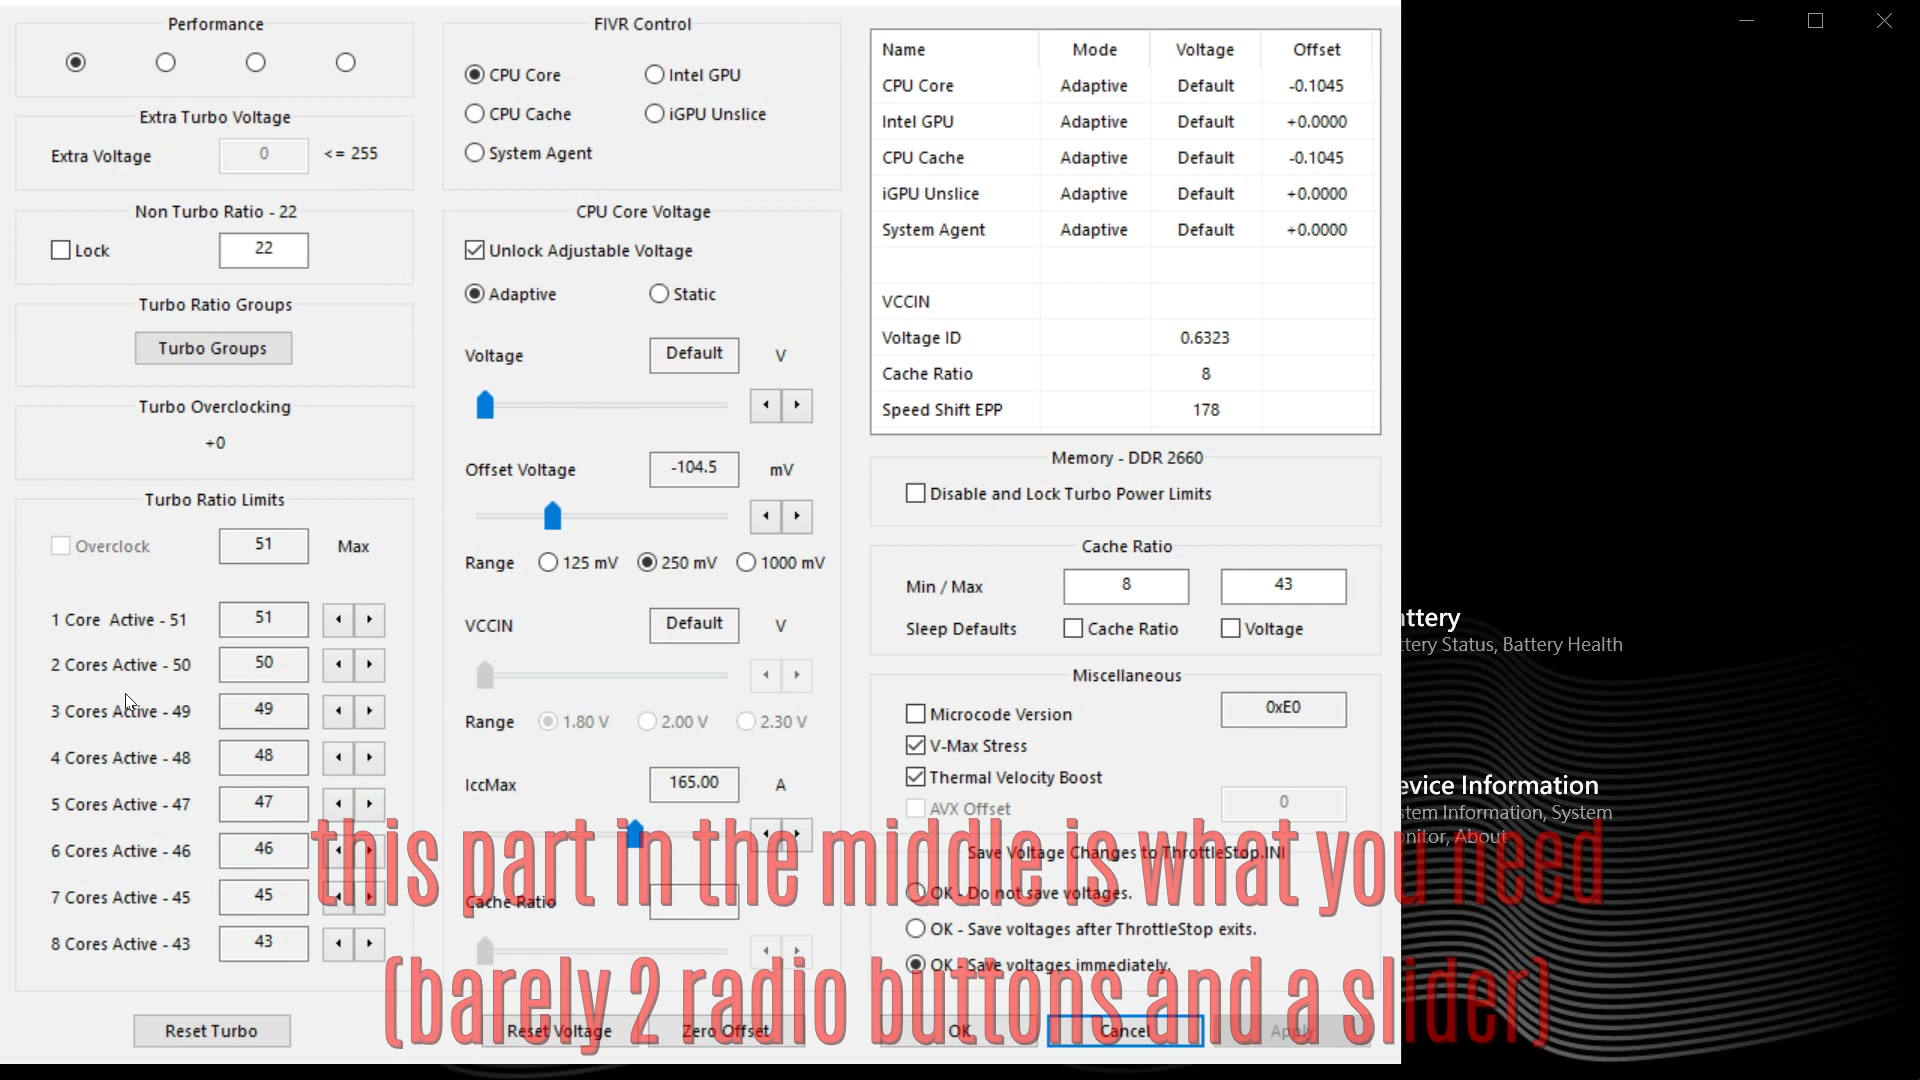 Performance
Extra Turbo Voltage
Extra Voltage 0 <= 255
Non Turbo Ratio - 22
Lock 22
Turbo Ratio Groups
Turbo Groups
Turbo Overclocking
+0
Turbo Ratio Limits
Overclock 51 Max
1 Core Active - 51 51
2 Cores Active - 50 50
3 Cores Active - 49 49
4 Cores Active - 48 48
5 Cores Active - 47 47
6 Cores Active - 46 46
7 Cores Active - 45 45
8 Cores Active - 43 43
Reset Turbo
FIVR Control
CPU Core Intel GPU
CPU Cache iGPU Unslice
System Agent
CPU Core Voltage
Unlock Adjustable Voltage
Adaptive Static
Voltage Default V
Offset Voltage -104.5 mV
Range 125 mV 250 mV 1000 mV
VCCIN Default V
Range 1.80 V 2.00 V 2.30 V
IccMax 165.00 A
Cache Ratio
Reset Voltage Zero Offset
Name Mode Voltage Offset
CPU Core Adaptive Default -0.1045
Intel GPU Adaptive Default +0.0000
CPU Cache Adaptive Default -0.1045
iGPU Unslice Adaptive Default +0.0000
System Agent Adaptive Default +0.0000
VCCIN
Voltage ID 0.6323
Cache Ratio 8
Speed Shift EPP 178
Memory - DDR 2660
Disable and Lock Turbo Power Limits
Cache Ratio
Min / Max 8 43
Sleep Defaults Cache Ratio Voltage
Miscellaneous
Microcode Version 0xE0
V-Max Stress
Thermal Velocity Boost
AVX Offset 0
Save Voltage Changes to ThrottleStop.INI
OK - Do not save voltages.
OK - Save voltages after ThrottleStop exits.
OK - Save voltages immediately.
OK Cancel Apply
ttery
tery Status, Battery Health
evice Information
stem Information, System
onitor, About
this part in the middle is what you need
(barely 2 radio buttons and a slider)